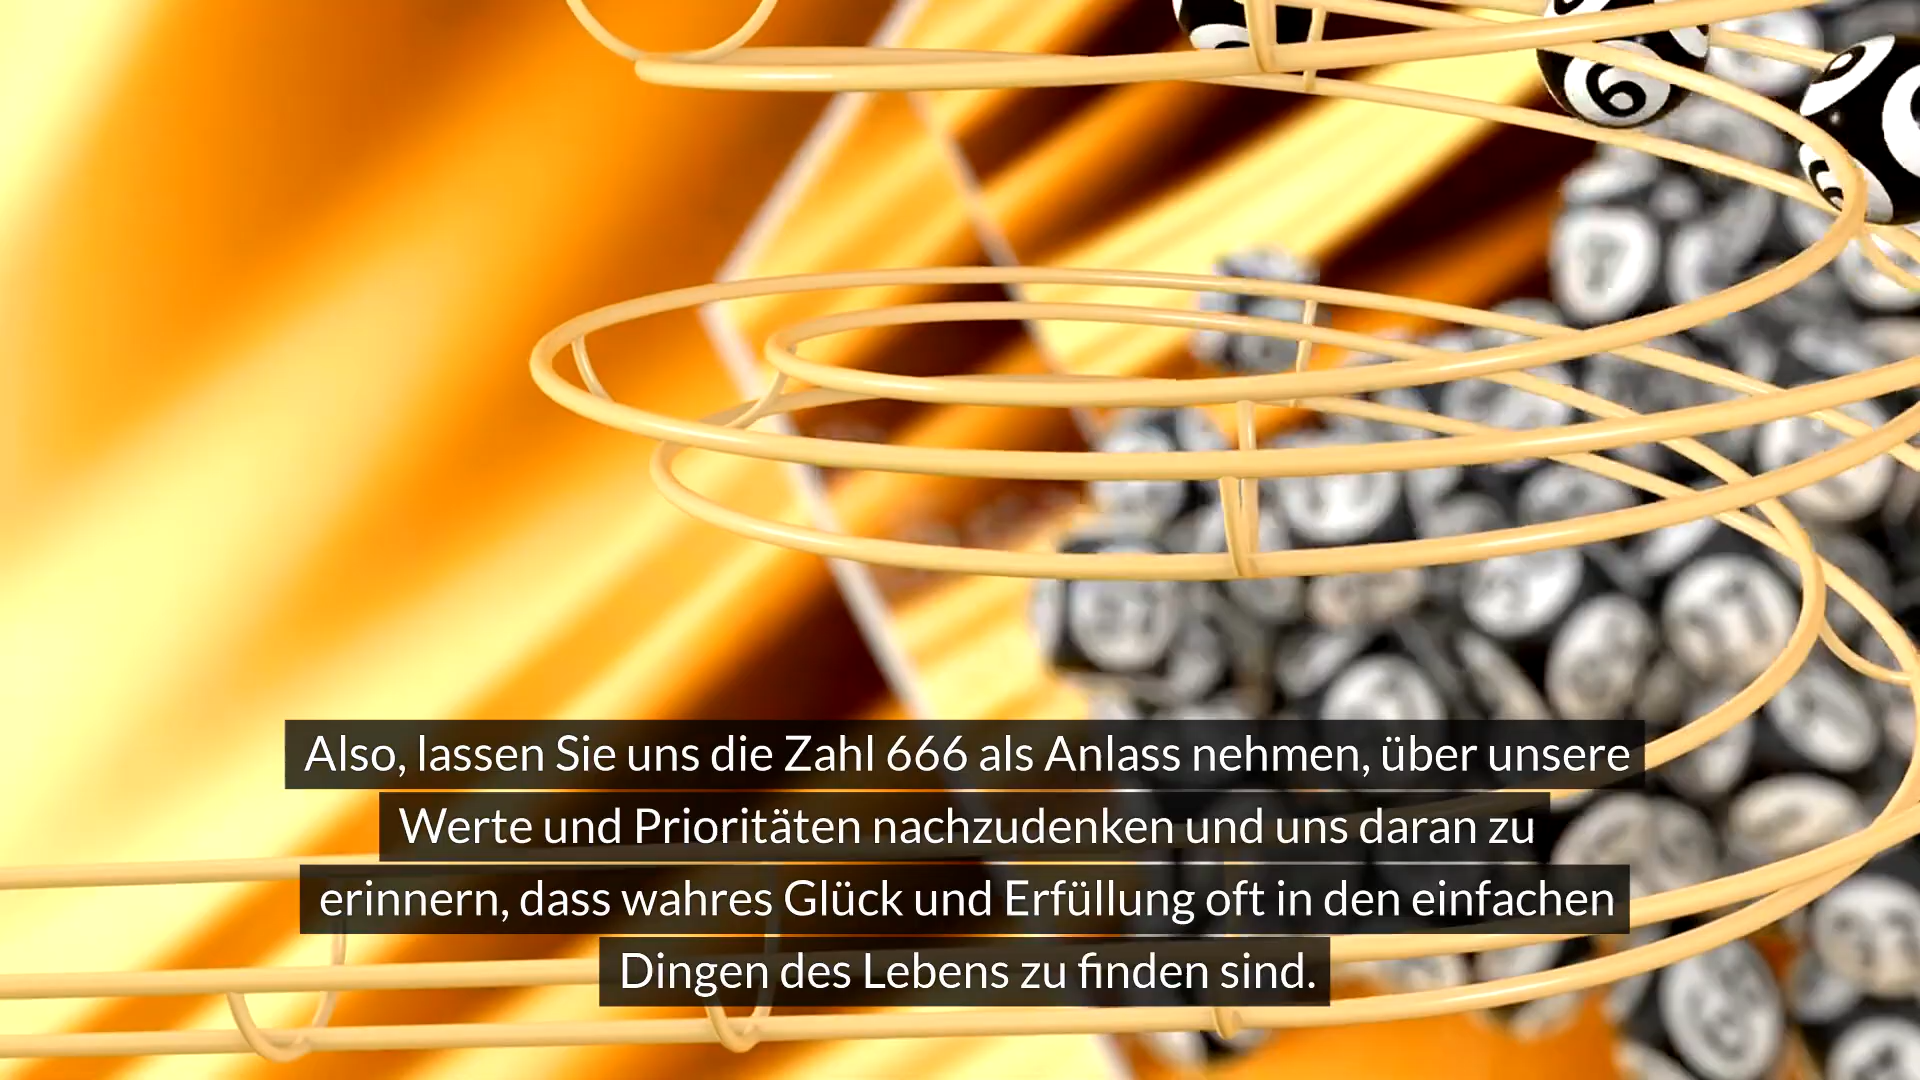 6
Also, lassen Sie uns die Zahl 666 als Anlass nehmen, über unsere
Werte und Prioritäten nachzudenken und uns daran zu
erinnern, dass wahres Glück und Erfüllung oft in den einfachen
Dingen des Lebens zu finden sind.